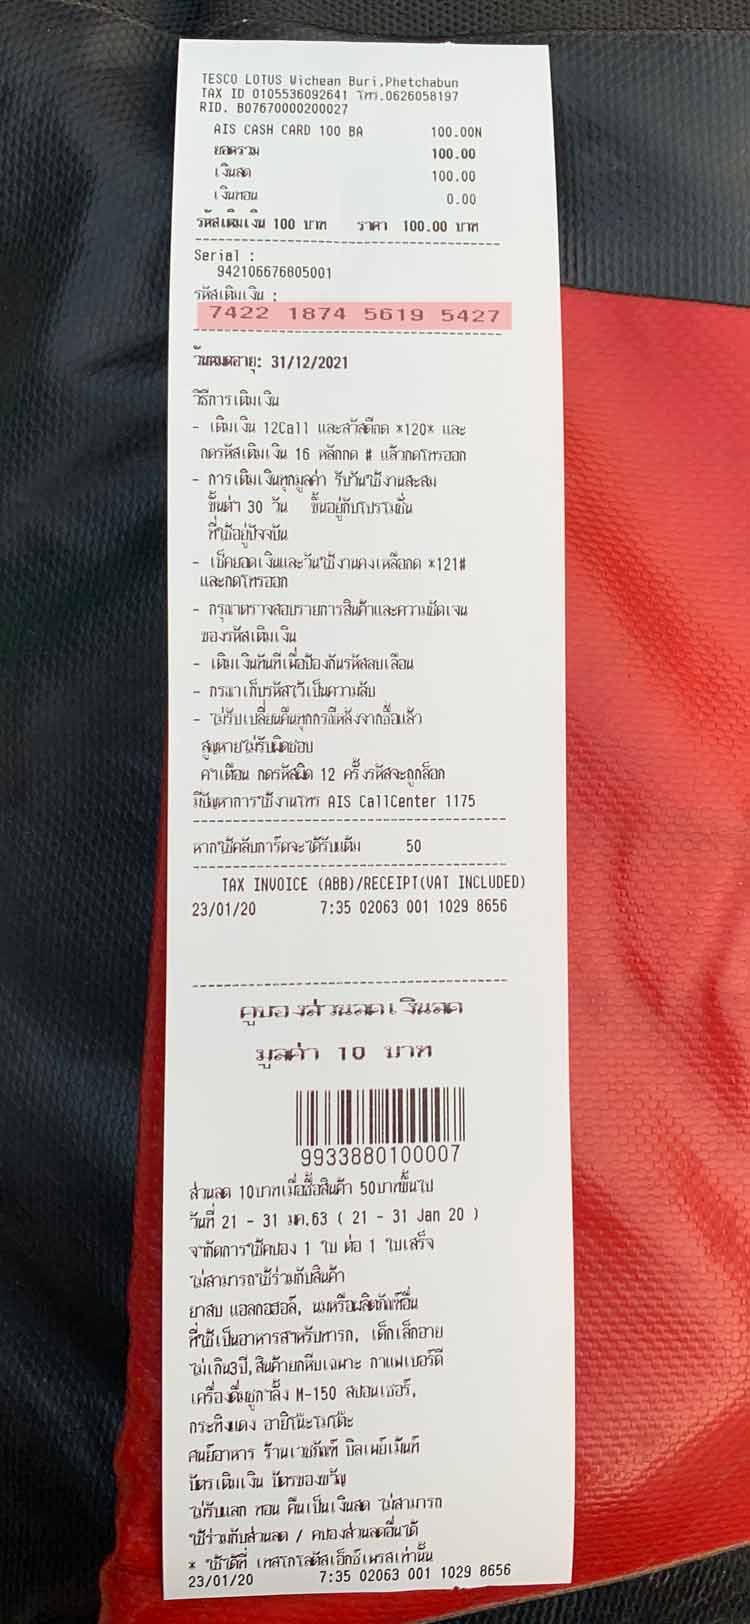 TESCO LOTUS Wichean Buri,Phetchabun
TAX ID 0105536092641 โทร.0626058197
RID. B07670000200027
AIS CASH CARD 100 BA 100.00N
ยอดรวม 100.00
เงินสด 100.00
เงินทอน 0.00
รหัสเติมเงิน 100 บาท ราคา 100.00 บาท
Serial :
942106676805001
รหัสเติมเงิน :
7422 1874 5619 5427
วันหมดอายุ: 31/12/2021
วิธีการเติมเงิน
- เติมเงิน 12Call และสวัสดีกด *120* และ
กดรหัสเติมเงิน 16 หลักกด # แล้วกดโทรออก
- การเติมเงินทุกมูลค่า รับวันใช้งานสะสม
ขั้นต่ำ 30 วัน ขึ้นอยู่กับโปรโมชั่น
ที่ใช้อยู่ปัจจุบัน
- เช็คยอดเงินและวันใช้งานคงเหลือกด *121#
และกดโทรออก
- กรุณาตรวจสอบรายการสินค้าและความชัดเจน
ของรหัสเติมเงิน
- เติมเงินทันทีเพื่อป้องกันรหัสลบเลือน
- กรุณาเก็บรหัสไว้เป็นความลับ
- ไม่รับเปลี่ยนคืนทุกกรณีหลังจากซื้อแล้ว
สูญหายไม่รับผิดชอบ
คำเตือน กดรหัสผิด 12 ครั้งรหัสจะถูกล็อก
มีปัญหาการใช้งานโทร AIS CallCenter 1175
หากใช้คลับการ์ดจะได้รับแต้ม 50
TAX INVOICE (ABB)/RECEIPT(VAT INCLUDED)
23/01/20 7:35 02063 001 1029 8656
คูปองส่วนลดเงินสด
มูลค่า 10 บาท
9933880100007
ส่วนลด 10บาทเมื่อซื้อสินค้า 50บาทขึ้นไป
วันที่ 21 - 31 มค.63 ( 21 - 31 Jan 20 )
จำกัดการใช้คูปอง 1 ใบ ต่อ 1 ใบเสร็จ
ไม่สามารถใช้ร่วมกับสินค้า
ยาสูบ แอลกอฮอล์, นมหรือผลิตภัณฑ์อื่น
ที่ใช้เป็นอาหารสำหรับทารก, เด็กเล็กอายุ
ไม่เกิน3ปี,สินค้ายกหีบเฉพาะ กาแฟเบอร์ดี
เครื่องดื่มชูกำลัง M-150 สปอนเซอร์,
กระทิงแดง อายิโน๊ะโมโต๊ะ
ศูนย์อาหาร ร้านเวชภัณฑ์ บิลเพย์เม้นท์
บัตรเติมเงิน บัตรของขวัญ
ไม่รับแลก ทอน คืนเป็นเงินสด ไม่สามารถ
ใช้ร่วมกับส่วนลด / คูปองส่วนลดอื่นได้
* ใช้ได้ที่ เทสโก้โลตัสเอ็กซ์เพรสเท่านั้น
23/01/20 7:35 02063 001 1029 8656